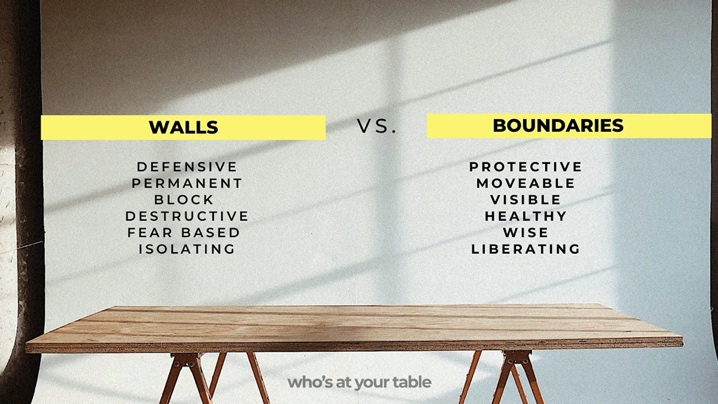 WALLS
VS.
BOUNDARIES
DEFENSIVE
PERMANENT
BLOCK
DESTRUCTIVE
FEAR BASED
ISOLATING
PROTECTIVE
MOVEABLE
VISIBLE
HEALTHY
WISE
LIBERATING
who's at your table